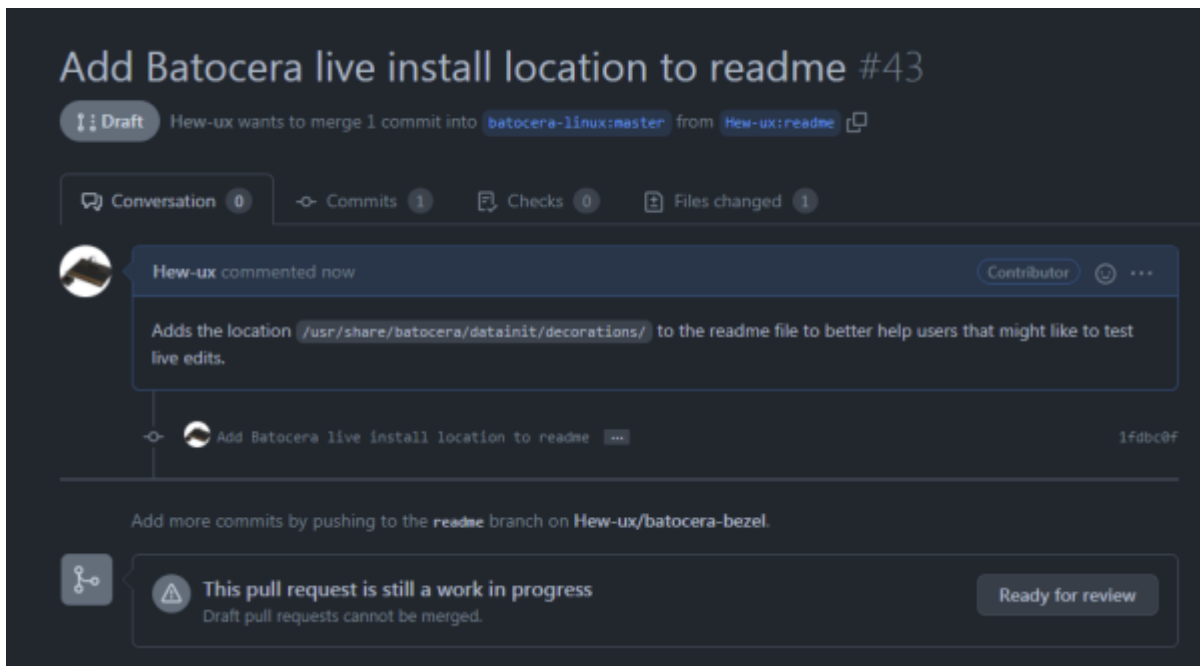 Add Batocera live install location to readme #43
Draft Hew-ux wants to merge 1 commit into batocera-linux:master from Hew-ux:readme
Conversation 0 Commits 1 Checks 0 Files changed 1
Hew-ux commented now Contributor ...
Adds the location /usr/share/batocera/datainit/decorations/ to the readme file to better help users that might like to test
live edits.
Add Batocera live install location to readme ... 1fdbc0f
Add more commits by pushing to the readme branch on Hew-ux/batocera-bezel.
This pull request is still a work in progress
Draft pull requests cannot be merged.
Ready for review